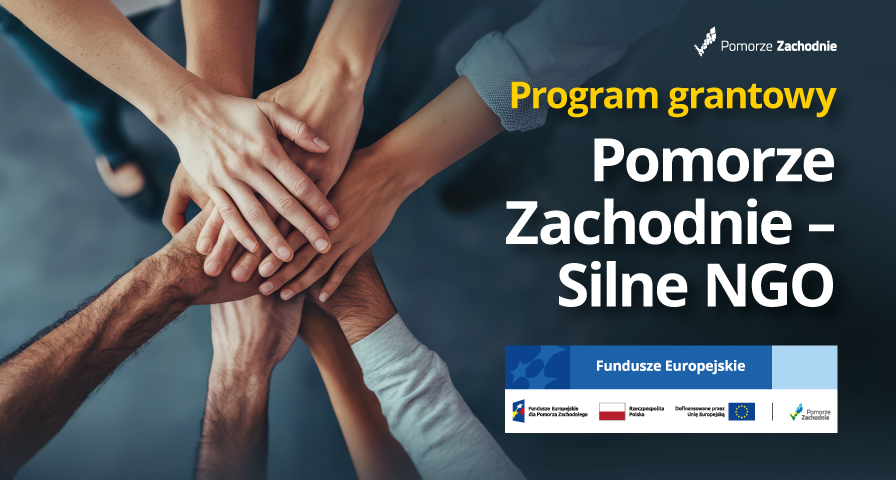 Pomorze Zachodnie
Program grantowy
Pomorze
Zachodnie –
Silne NGO
Fundusze Europejskie
Fundusze Europejskie
dla Pomorza Zachodniego
Rzeczpospolita
Polska
Dofinansowane przez
Unię Europejską
Pomorze
Zachodnie